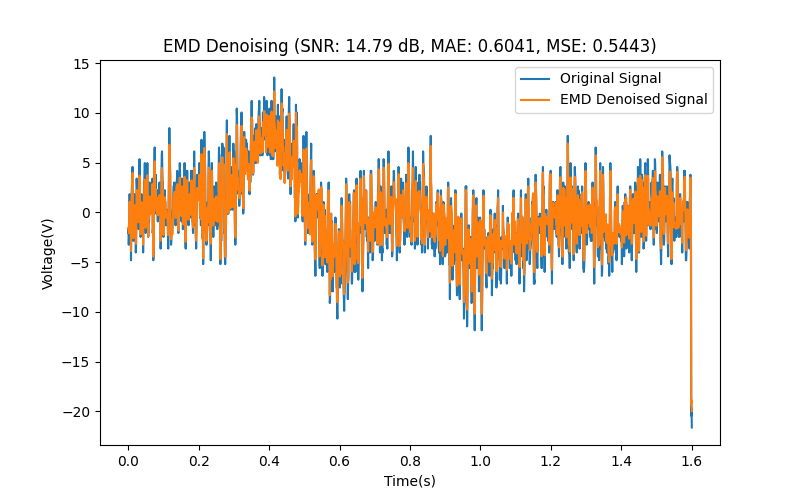 EMD Denoising (SNR: 14.79 dB, MAE: 0.6041, MSE: 0.5443)
Original Signal
EMD Denoised Signal
Voltage(V)
15
10
5
0
−5
−10
−15
−20
0.0 0.2 0.4 0.6 0.8 1.0 1.2 1.4 1.6
Time(s)